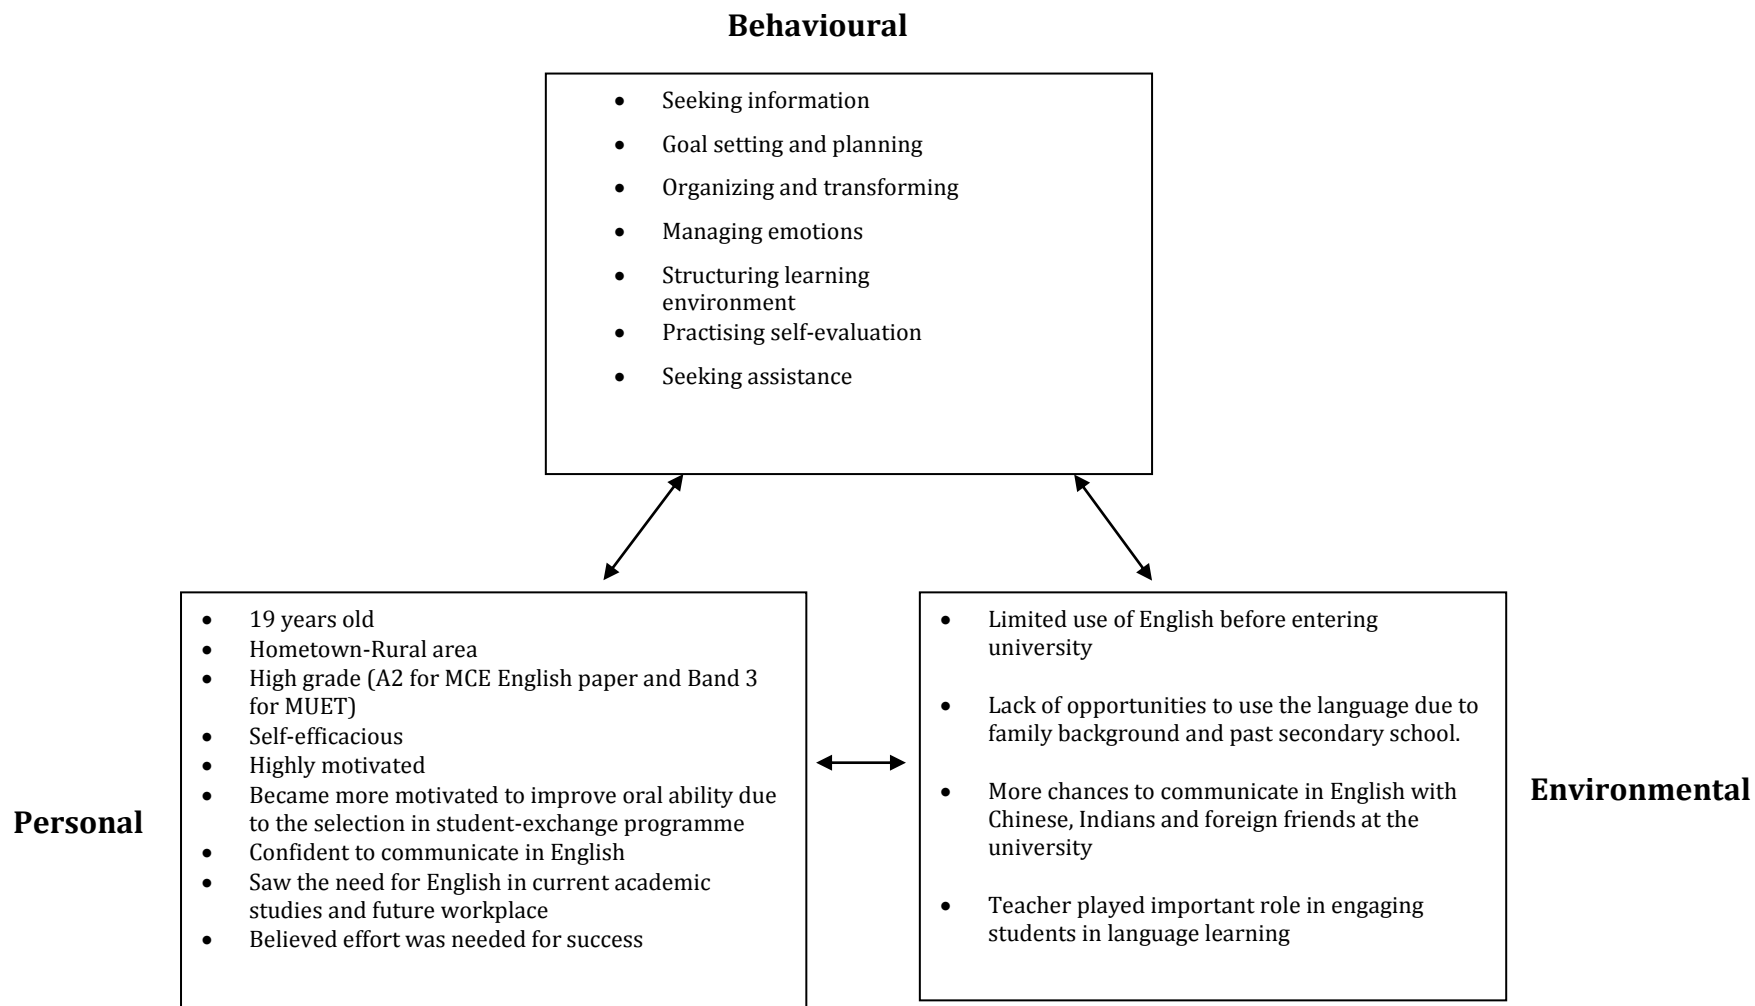 Behavioural
• Seeking information
• Goal setting and planning
• Organizing and transforming
• Managing emotions
• Structuring learning
environment
• Practising self-evaluation
• Seeking assistance
Personal
• 19 years old
• Hometown-Rural area
• High grade (A2 for MCE English paper and Band 3
for MUET)
• Self-efficacious
• Highly motivated
• Became more motivated to improve oral ability due
to the selection in student-exchange programme
• Confident to communicate in English
• Saw the need for English in current academic
studies and future workplace
• Believed effort was needed for success
• Limited use of English before entering
university
• Lack of opportunities to use the language due to
family background and past secondary school.
• More chances to communicate in English with
Chinese, Indians and foreign friends at the
university
• Teacher played important role in engaging
students in language learning
Environmental